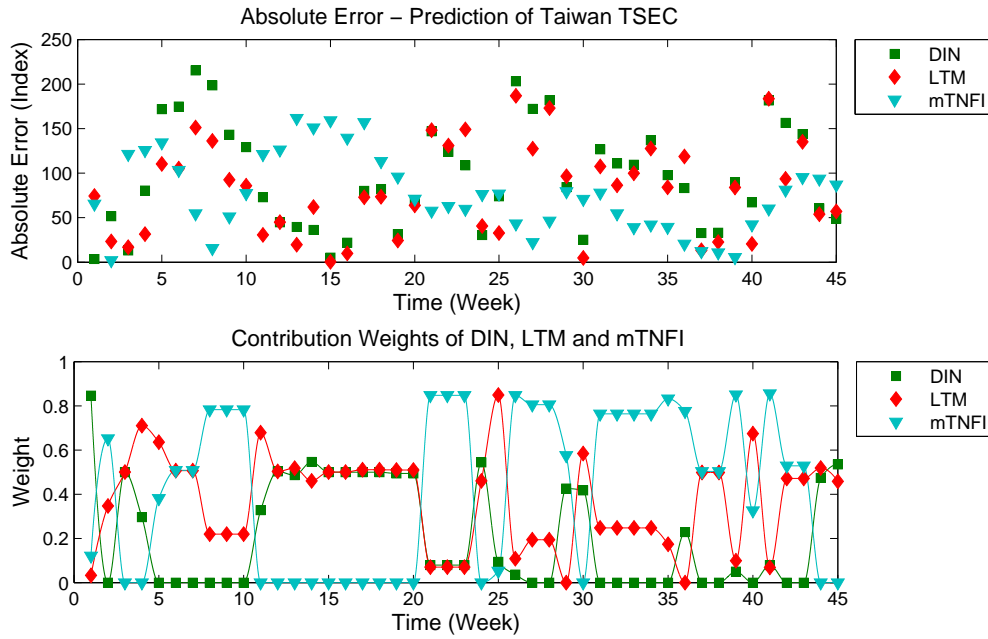 Absolute Error – Prediction of Taiwan TSEC
250
200
150
100
50
0
Absolute Error (Index)
0 5 10 15 20 25 30 35 40 45
Time (Week)
DIN
LTM
mTNFI
Contribution Weights of DIN, LTM and mTNFI
1
0.8
0.6
0.4
0.2
0
Weight
0 5 10 15 20 25 30 35 40 45
Time (Week)
DIN
LTM
mTNFI